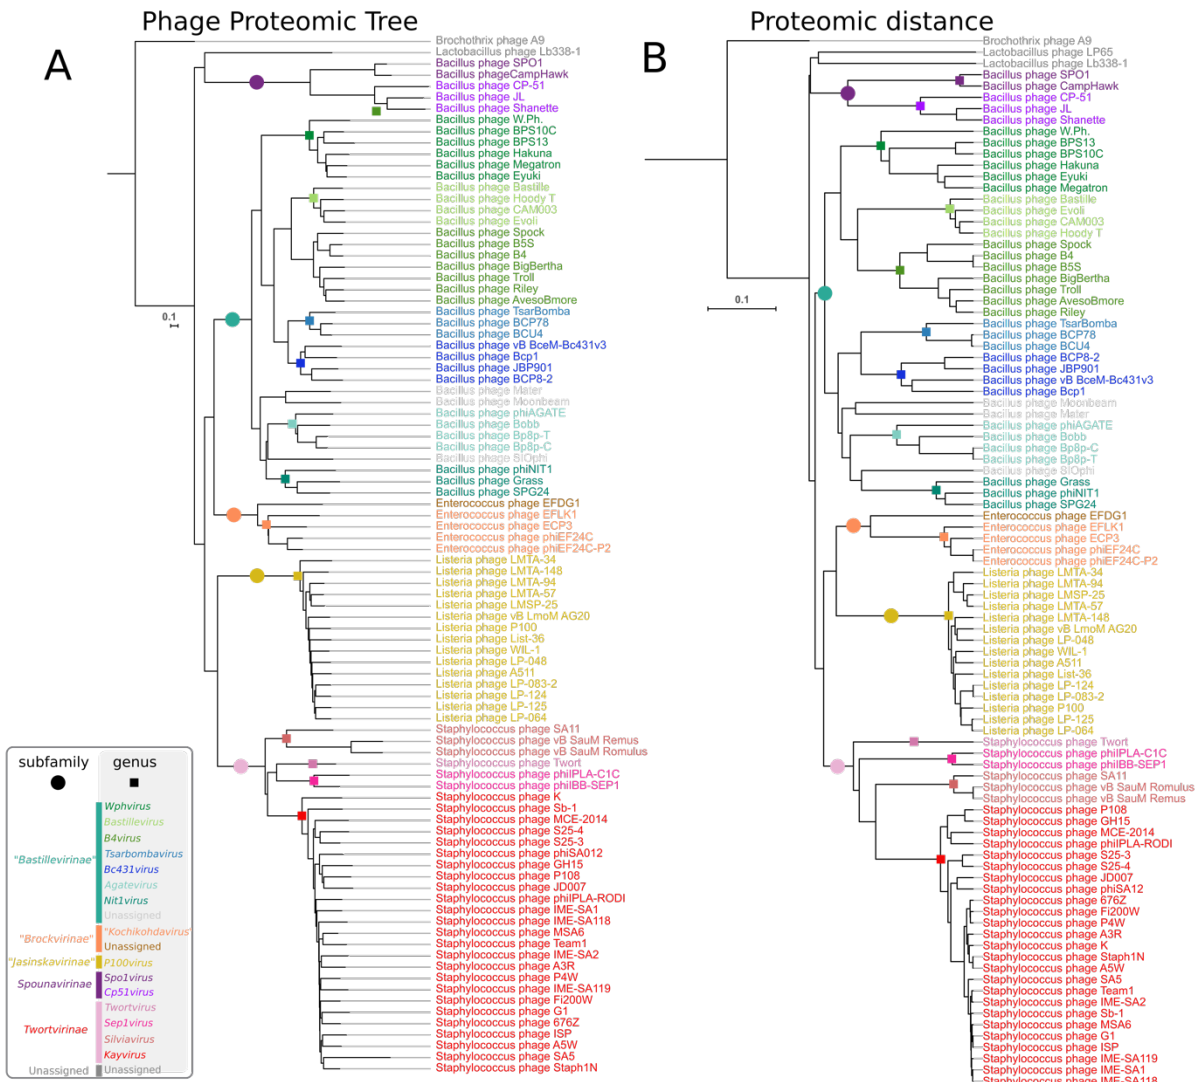 Phage Proteomic Tree
A
Brochothrix phage A9
Lactobacillus phage Lb338-1
Bacillus phage SPO1
Bacillus phageCampHawk
Bacillus phage CP-51
Bacillus phage JL
Bacillus phage Shanette
Bacillus phage W.Ph.
Bacillus phage BPS10C
Bacillus phage BPS13
Bacillus phage Hakuna
Bacillus phage Megatron
Bacillus phage Eyuki
Bacillus phage Bastille
Bacillus phage Hoody T
Bacillus phage CAM003
Bacillus phage Evoli
Bacillus phage Spock
Bacillus phage B5S
Bacillus phage B4
Bacillus phage BigBertha
Bacillus phage Troll
Bacillus phage Riley
Bacillus phage AvesoBmore
Bacillus phage TsarBomba
Bacillus phage BCP78
Bacillus phage BCU4
Bacillus phage vB BceM-Bc431v3
Bacillus phage Bcp1
Bacillus phage JBP901
Bacillus phage BCP8-2
Bacillus phage Mater
Bacillus phage Moonbeam
Bacillus phage phiAGATE
Bacillus phage Bobb
Bacillus phage Bp8p-T
Bacillus phage Bp8p-C
Bacillus phage SIOphi
Bacillus phage phiNIT1
Bacillus phage Grass
Bacillus phage SPG24
Enterococcus phage EFDG1
Enterococcus phage EFLK1
Enterococcus phage ECP3
Enterococcus phage phiEF24C
Enterococcus phage phiEF24C-P2
Listeria phage LMTA-34
Listeria phage LMTA-148
Listeria phage LMTA-94
Listeria phage LMTA-57
Listeria phage LMSP-25
Listeria phage vB LmoM AG20
Listeria phage P100
Listeria phage List-36
Listeria phage WIL-1
Listeria phage LP-048
Listeria phage A511
Listeria phage LP-083-2
Listeria phage LP-124
Listeria phage LP-125
Listeria phage LP-064
Staphylococcus phage SA11
Staphylococcus phage vB SauM Remus
Staphylococcus phage vB SauM Romulus
Staphylococcus phage Twort
Staphylococcus phage phiIPLA-C1C
Staphylococcus phage phiIBB-SEP1
Staphylococcus phage K
Staphylococcus phage Sb-1
Staphylococcus phage MCE-2014
Staphylococcus phage S25-4
Staphylococcus phage S25-3
Staphylococcus phage phiSA012
Staphylococcus phage GH15
Staphylococcus phage P108
Staphylococcus phage JD007
Staphylococcus phage phiIPLA-RODI
Staphylococcus phage IME-SA1
Staphylococcus phage IME-SA118
Staphylococcus phage MSA6
Staphylococcus phage Team1
Staphylococcus phage IME-SA2
Staphylococcus phage A3R
Staphylococcus phage P4W
Staphylococcus phage IME-SA119
Staphylococcus phage Fi200W
Staphylococcus phage G1
Staphylococcus phage 676Z
Staphylococcus phage ISP
Staphylococcus phage A5W
Staphylococcus phage SA5
Staphylococcus phage Staph1N
0.1
subfamily
genus
Wphvirus
Bastillevirus
B4virus
"Bastillevirinae"
Tsarbombavirus
Bc431virus
Agatevirus
Nit1virus
Unassigned
"Brockvirinae"
"Kochikohdavirus"
Unassigned
"Jasinskavirinae"
P100virus
Spounavirinae
Spo1virus
Cp51virus
Twortvirinae
Twortvirus
Sep1virus
Silviavirus
Kayvirus
Unassigned
Unassigned
Proteomic distance
B
Brochothrix phage A9
Lactobacillus phage LP65
Lactobacillus phage Lb338-1
Bacillus phage SPO1
Bacillus phage CampHawk
Bacillus phage CP-51
Bacillus phage JL
Bacillus phage Shanette
Bacillus phage W.Ph.
Bacillus phage BPS13
Bacillus phage BPS10C
Bacillus phage Hakuna
Bacillus phage Eyuki
Bacillus phage Megatron
Bacillus phage Bastille
Bacillus phage Evoli
Bacillus phage CAM003
Bacillus phage Hoody T
Bacillus phage Spock
Bacillus phage B4
Bacillus phage B5S
Bacillus phage BigBertha
Bacillus phage Troll
Bacillus phage AvesoBmore
Bacillus phage Riley
Bacillus phage TsarBomba
Bacillus phage BCP78
Bacillus phage BCU4
Bacillus phage BCP8-2
Bacillus phage JBP901
Bacillus phage vB BceM-Bc431v3
Bacillus phage Bcp1
Bacillus phage Moonbeam
Bacillus phage Mater
Bacillus phage phiAGATE
Bacillus phage Bobb
Bacillus phage Bp8p-C
Bacillus phage Bp8p-T
Bacillus phage SIOphi
Bacillus phage Grass
Bacillus phage phiNIT1
Bacillus phage SPG24
Enterococcus phage EFDG1
Enterococcus phage EFLK1
Enterococcus phage ECP3
Enterococcus phage phiEF24C
Enterococcus phage phiEF24C-P2
Listeria phage LMTA-34
Listeria phage LMTA-94
Listeria phage LMSP-25
Listeria phage LMTA-57
Listeria phage LMTA-148
Listeria phage vB LmoM AG20
Listeria phage LP-048
Listeria phage WIL-1
Listeria phage A511
Listeria phage List-36
Listeria phage LP-124
Listeria phage LP-083-2
Listeria phage P100
Listeria phage LP-125
Listeria phage LP-064
Staphylococcus phage Twort
Staphylococcus phage phiIPLA-C1C
Staphylococcus phage phiIBB-SEP1
Staphylococcus phage SA11
Staphylococcus phage vB SauM Romulus
Staphylococcus phage vB SauM Remus
Staphylococcus phage P108
Staphylococcus phage GH15
Staphylococcus phage MCE-2014
Staphylococcus phage phiIPLA-RODI
Staphylococcus phage S25-3
Staphylococcus phage S25-4
Staphylococcus phage JD007
Staphylococcus phage phiSA12
Staphylococcus phage 676Z
Staphylococcus phage Fi200W
Staphylococcus phage P4W
Staphylococcus phage A3R
Staphylococcus phage K
Staphylococcus phage Staph1N
Staphylococcus phage A5W
Staphylococcus phage SA5
Staphylococcus phage Team1
Staphylococcus phage IME-SA2
Staphylococcus phage Sb-1
Staphylococcus phage MSA6
Staphylococcus phage G1
Staphylococcus phage ISP
Staphylococcus phage IME-SA119
Staphylococcus phage IME-SA1
Staphylococcus phage IME-SA118
0.1